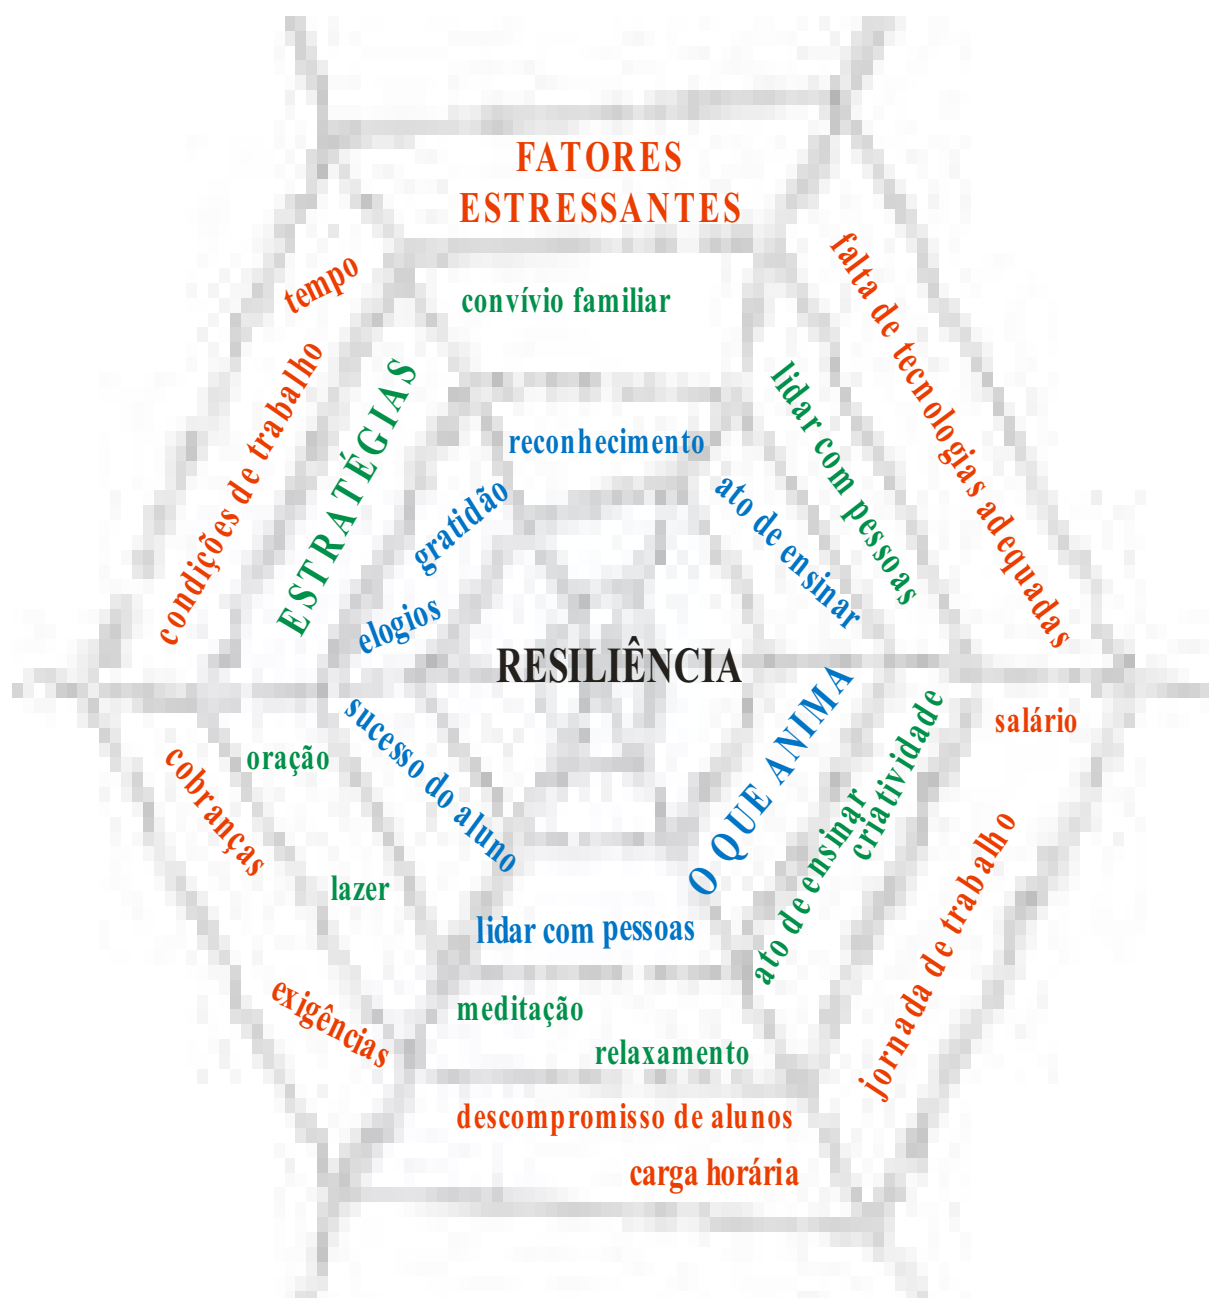 FATORES
ESTRESSANTES
tempo
falta de tecnologias adequadas
convívio familiar
condições de trabalho
ESTRATÉGIAS
lidar com pessoas
reconhecimento
gratidão
ato de ensinar
elogios
RESILIÊNCIA
O QUE ANIMA
sucesso do aluno
salário
oração
cobranças
criatividade
ato de ensinar
jornada de trabalho
lazer
lidar com pessoas
exigências
meditação
relaxamento
descompromisso de alunos
carga horária